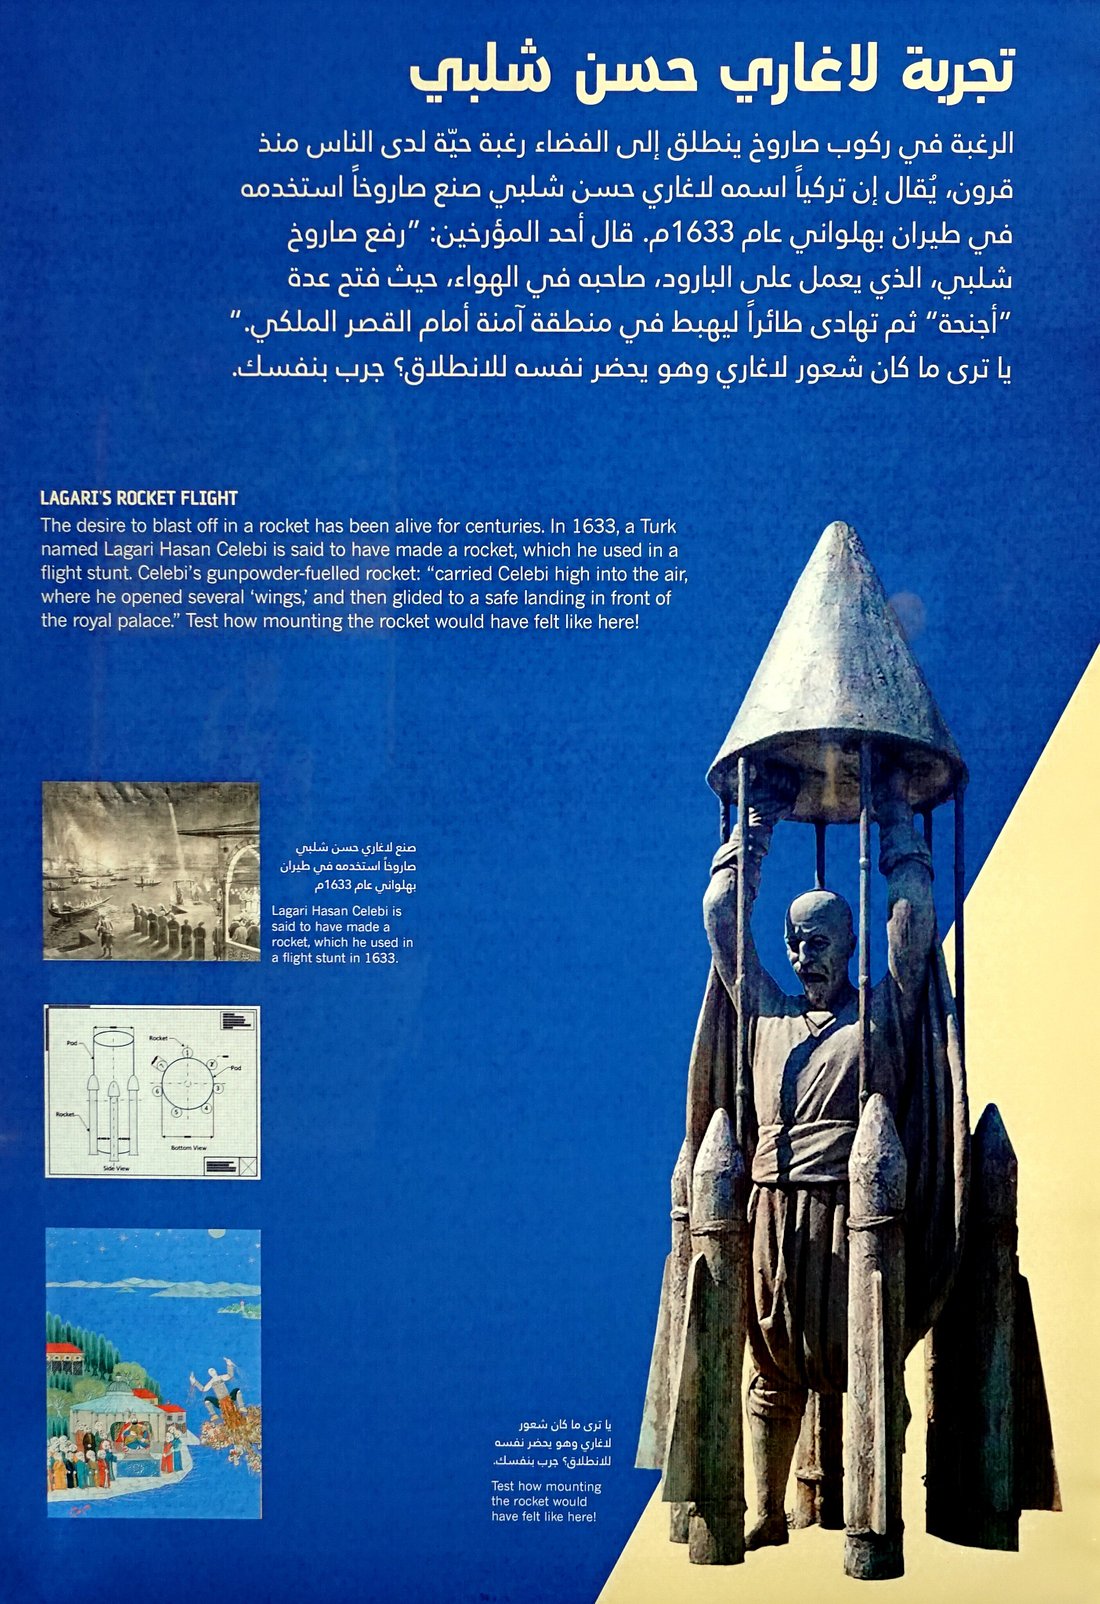 تجربة لاغاري حسن شلبي
الرغبة في ركوب صاروخ ينطلق إلى الفضاء رغبة حيّة لدى الناس منذ
قرون، يُقال إن تركياً اسمه لاغاري حسن شلبي صنع صاروخاً استخدمه
في طيران بهلواني عام 1633م. قال أحد المؤرخين: ”رفع صاروخ
شلبي، الذي يعمل على البارود، صاحبه في الهواء، حيث فتح عدة
”أجنحة“ ثم تهادى طائراً ليهبط في منطقة آمنة أمام القصر الملكي.“
يا ترى ما كان شعور لاغاري وهو يحضر نفسه للانطلاق؟ جرب بنفسك.
LAGARI'S ROCKET FLIGHT
The desire to blast off in a rocket has been alive for centuries. In 1633, a Turk
named Lagari Hasan Celebi is said to have made a rocket, which he used in a
flight stunt. Celebi's gunpowder-fuelled rocket: “carried Celebi high into the air,
where he opened several ‘wings,’ and then glided to a safe landing in front of
the royal palace.” Test how mounting the rocket would have felt like here!
صنع لاغاري حسن شلبي
صاروخاً استخدمه في طيران
بهلواني عام 1633م
Lagari Hasan Celebi is
said to have made a
rocket, which he used in
a flight stunt in 1633.
Pod
Rocket
Side View
Rocket
Pod
1
2
3
4
5
6
7
Bottom View
يا ترى ما كان شعور
لاغاري وهو يحضر نفسه
للانطلاق؟ جرب بنفسك.
Test how mounting
the rocket would
have felt like here!